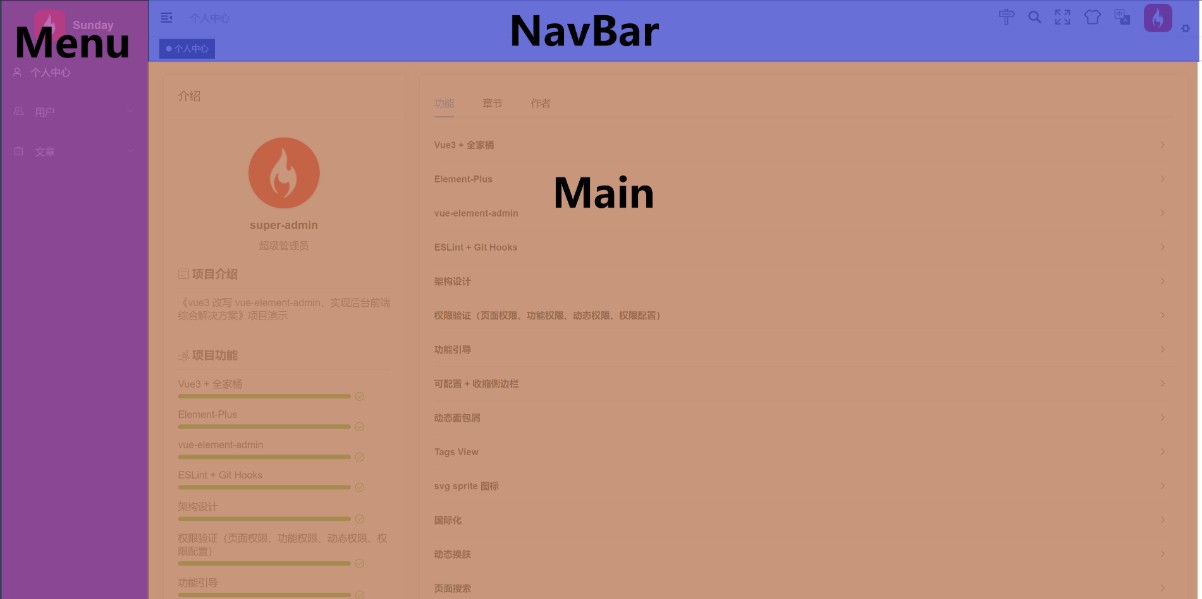 Sunday
Menu
个人中心
用户
文章
个人中心
NavBar
个人中心
介绍
super-admin
超级管理员
项目介绍
《vue3 改写 vue-element-admin，实现后台前端
综合解决方案》项目演示
项目功能
Vue3 + 全家桶
Element-Plus
vue-element-admin
ESLint + Git Hooks
架构设计
权限验证（页面权限、功能权限、动态权限、权
限配置）
功能引导
功能 章节 作者
Main
Vue3 + 全家桶
Element-Plus
vue-element-admin
ESLint + Git Hooks
架构设计
权限验证（页面权限、功能权限、动态权限、权限配置）
功能引导
可配置 + 收缩侧边栏
动态面包屑
Tags View
svg sprite 图标
国际化
动态换肤
页面搜索